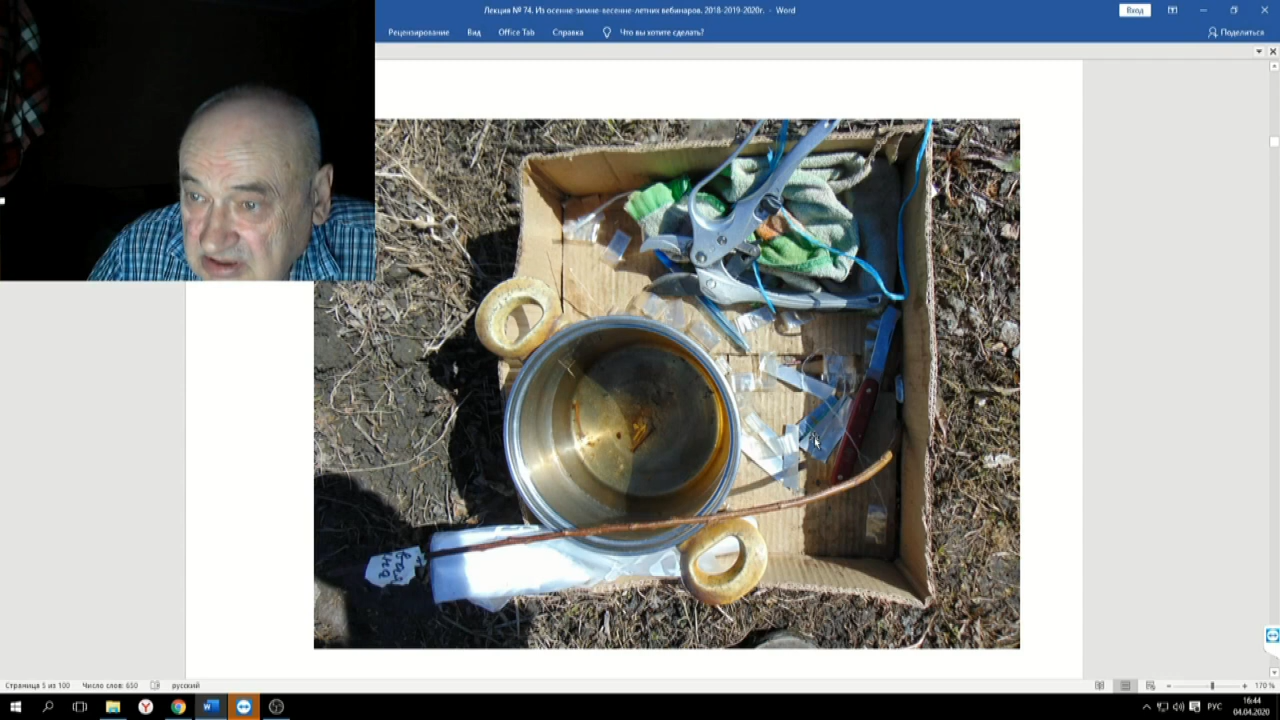 Лекция № 74. Из осенне-зимне-весенне-летних вебинаров. 2018-2019-2020г. - Word
Вход
Рецензирование Вид Office Tab Справка Что вы хотите сделать? Поделиться
Страница 5 из 100 Число слов: 650 русский 170 %
W РУС 16:44
04.04.2020